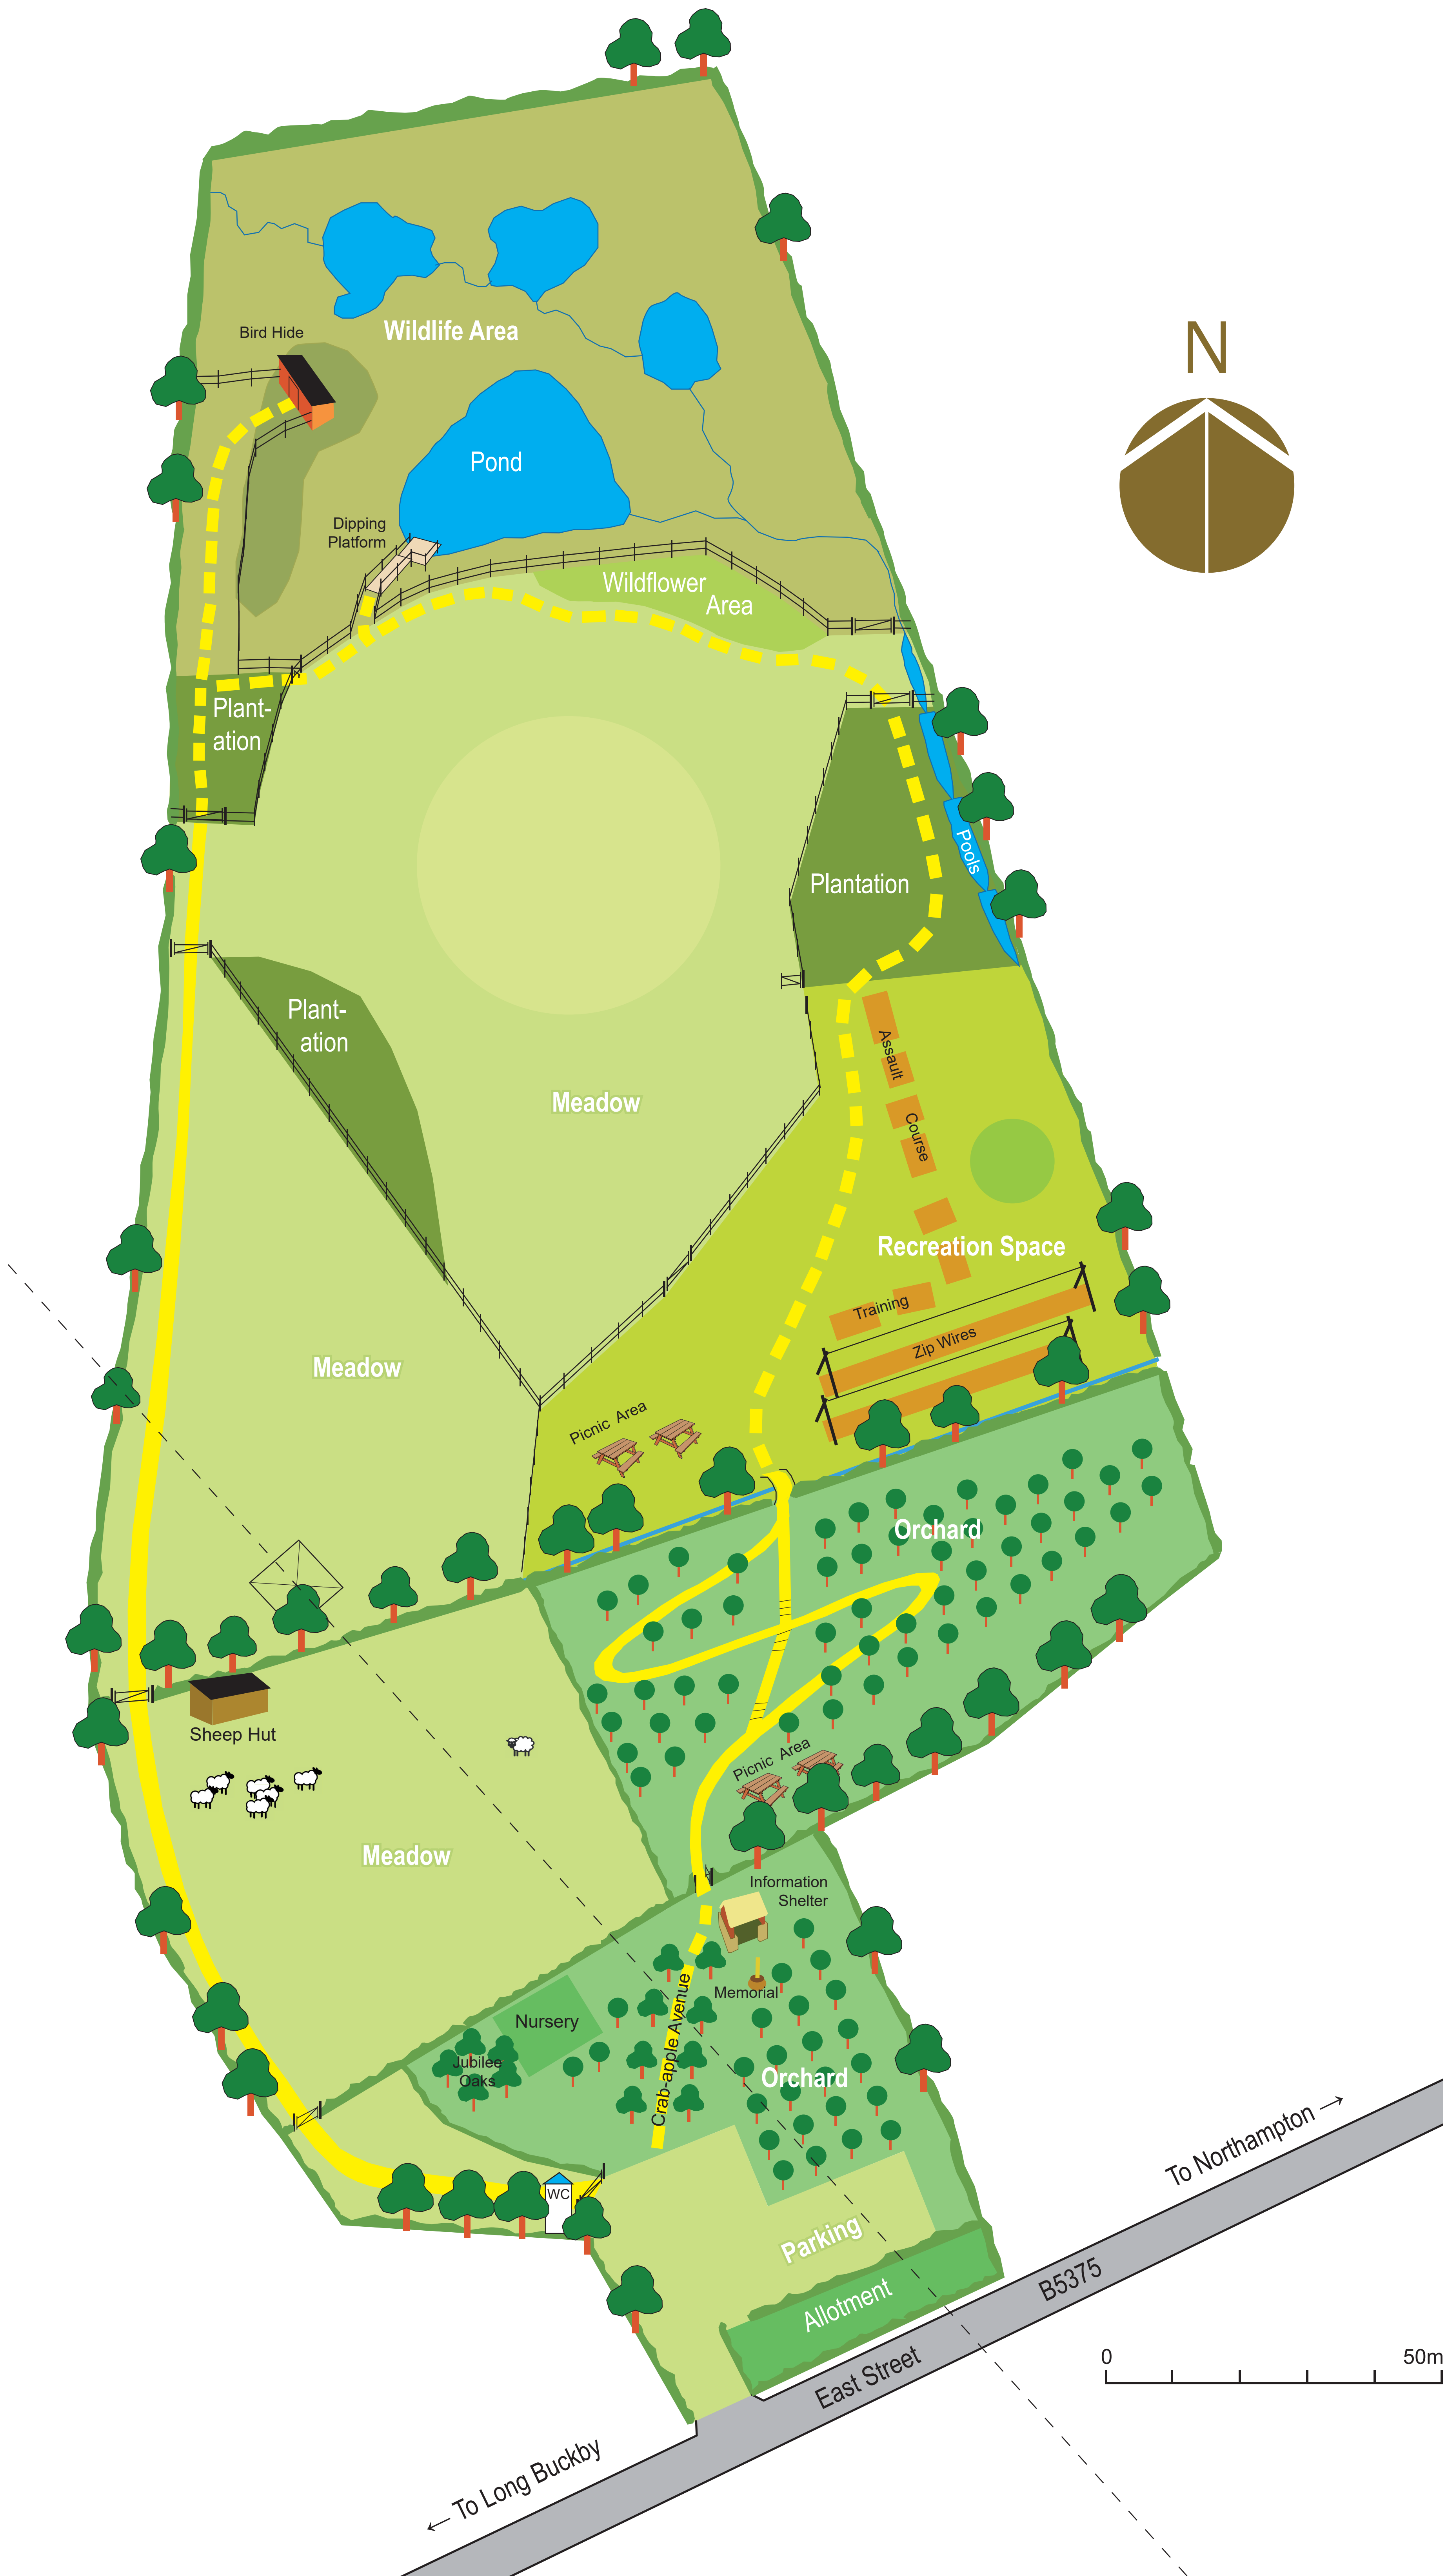 N
Bird Hide
Wildlife Area
Pond
Dipping
Platform
Wildflower
Area
Plant-
ation
Pools
Plantation
Plant-
ation
Assault
Course
Meadow
Recreation Space
Training
Zip Wires
Meadow
Picnic Area
Orchard
Sheep Hut
Picnic Area
Meadow
Information
Shelter
Memorial
Crab-apple Avenue
Nursery
Jubilee
Oaks
Orchard
WC
Parking
Allotment
To Northampton
B5375
East Street
0 50m
To Long Buckby